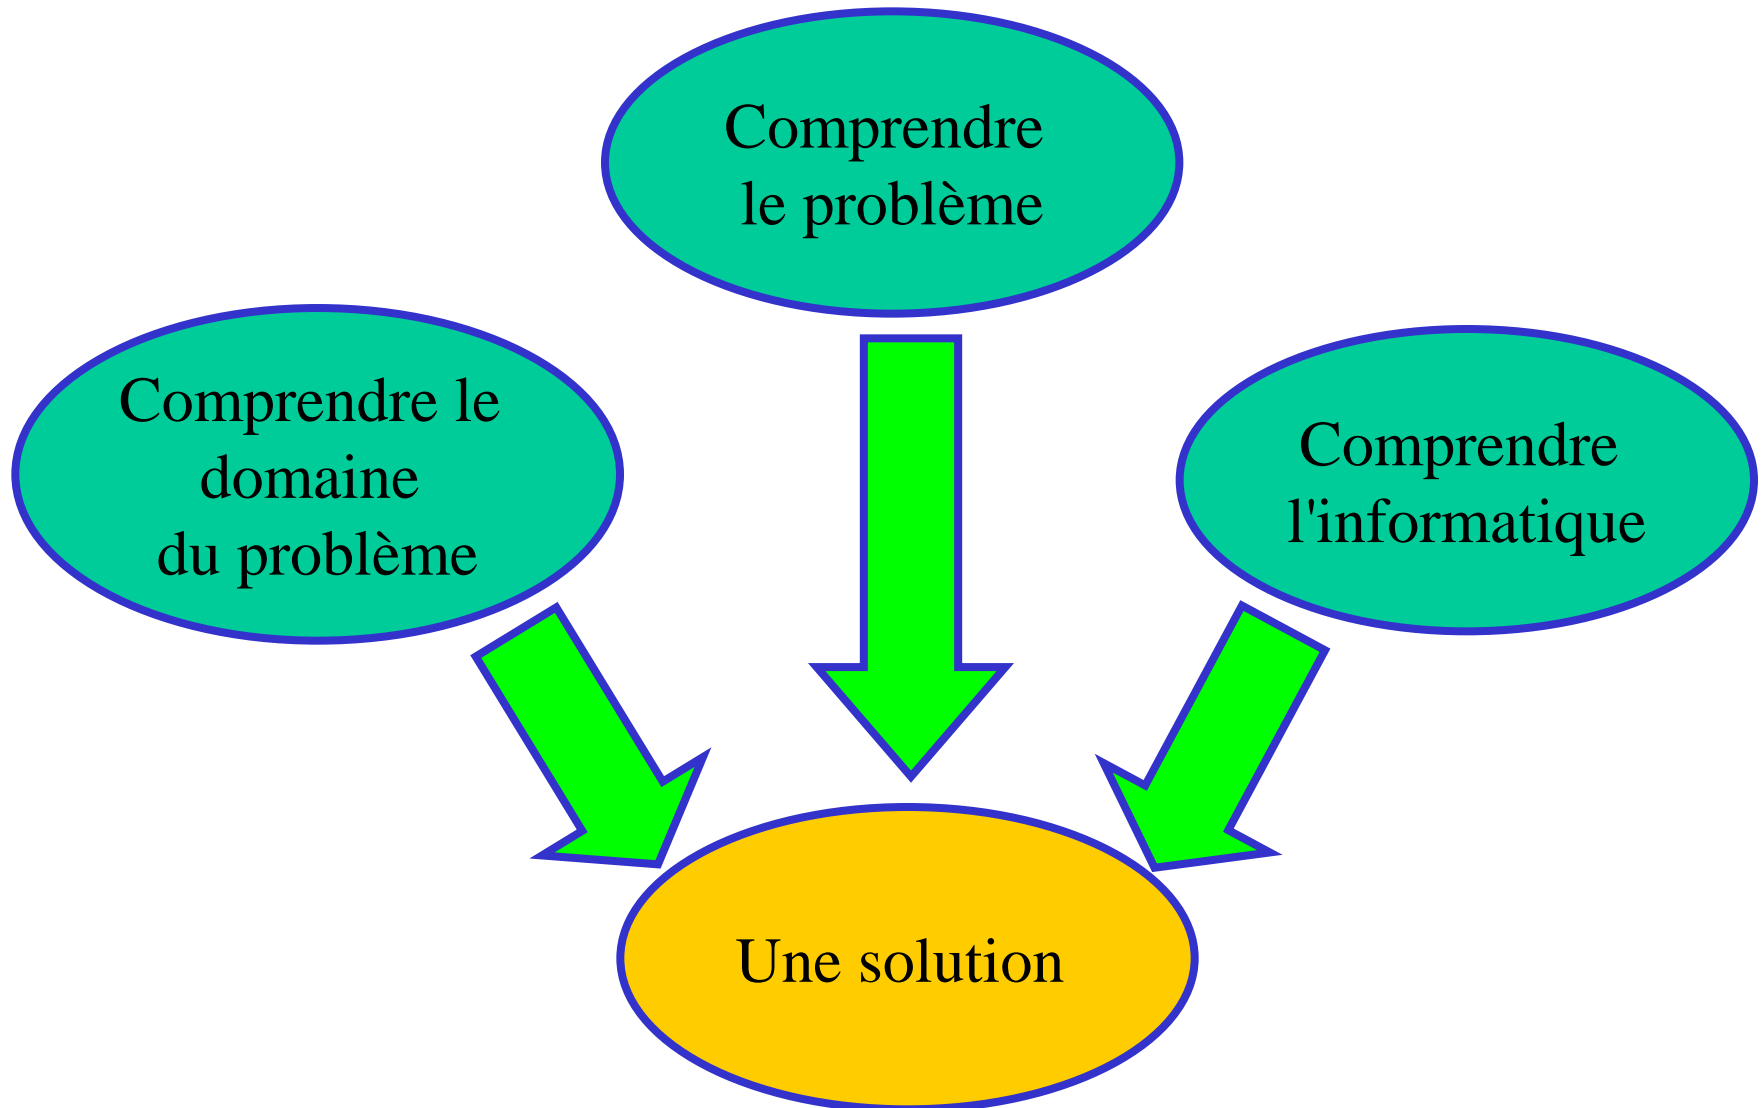 Comprendre
le problème
Comprendre le
domaine
du problème
Comprendre
l'informatique
Une solution